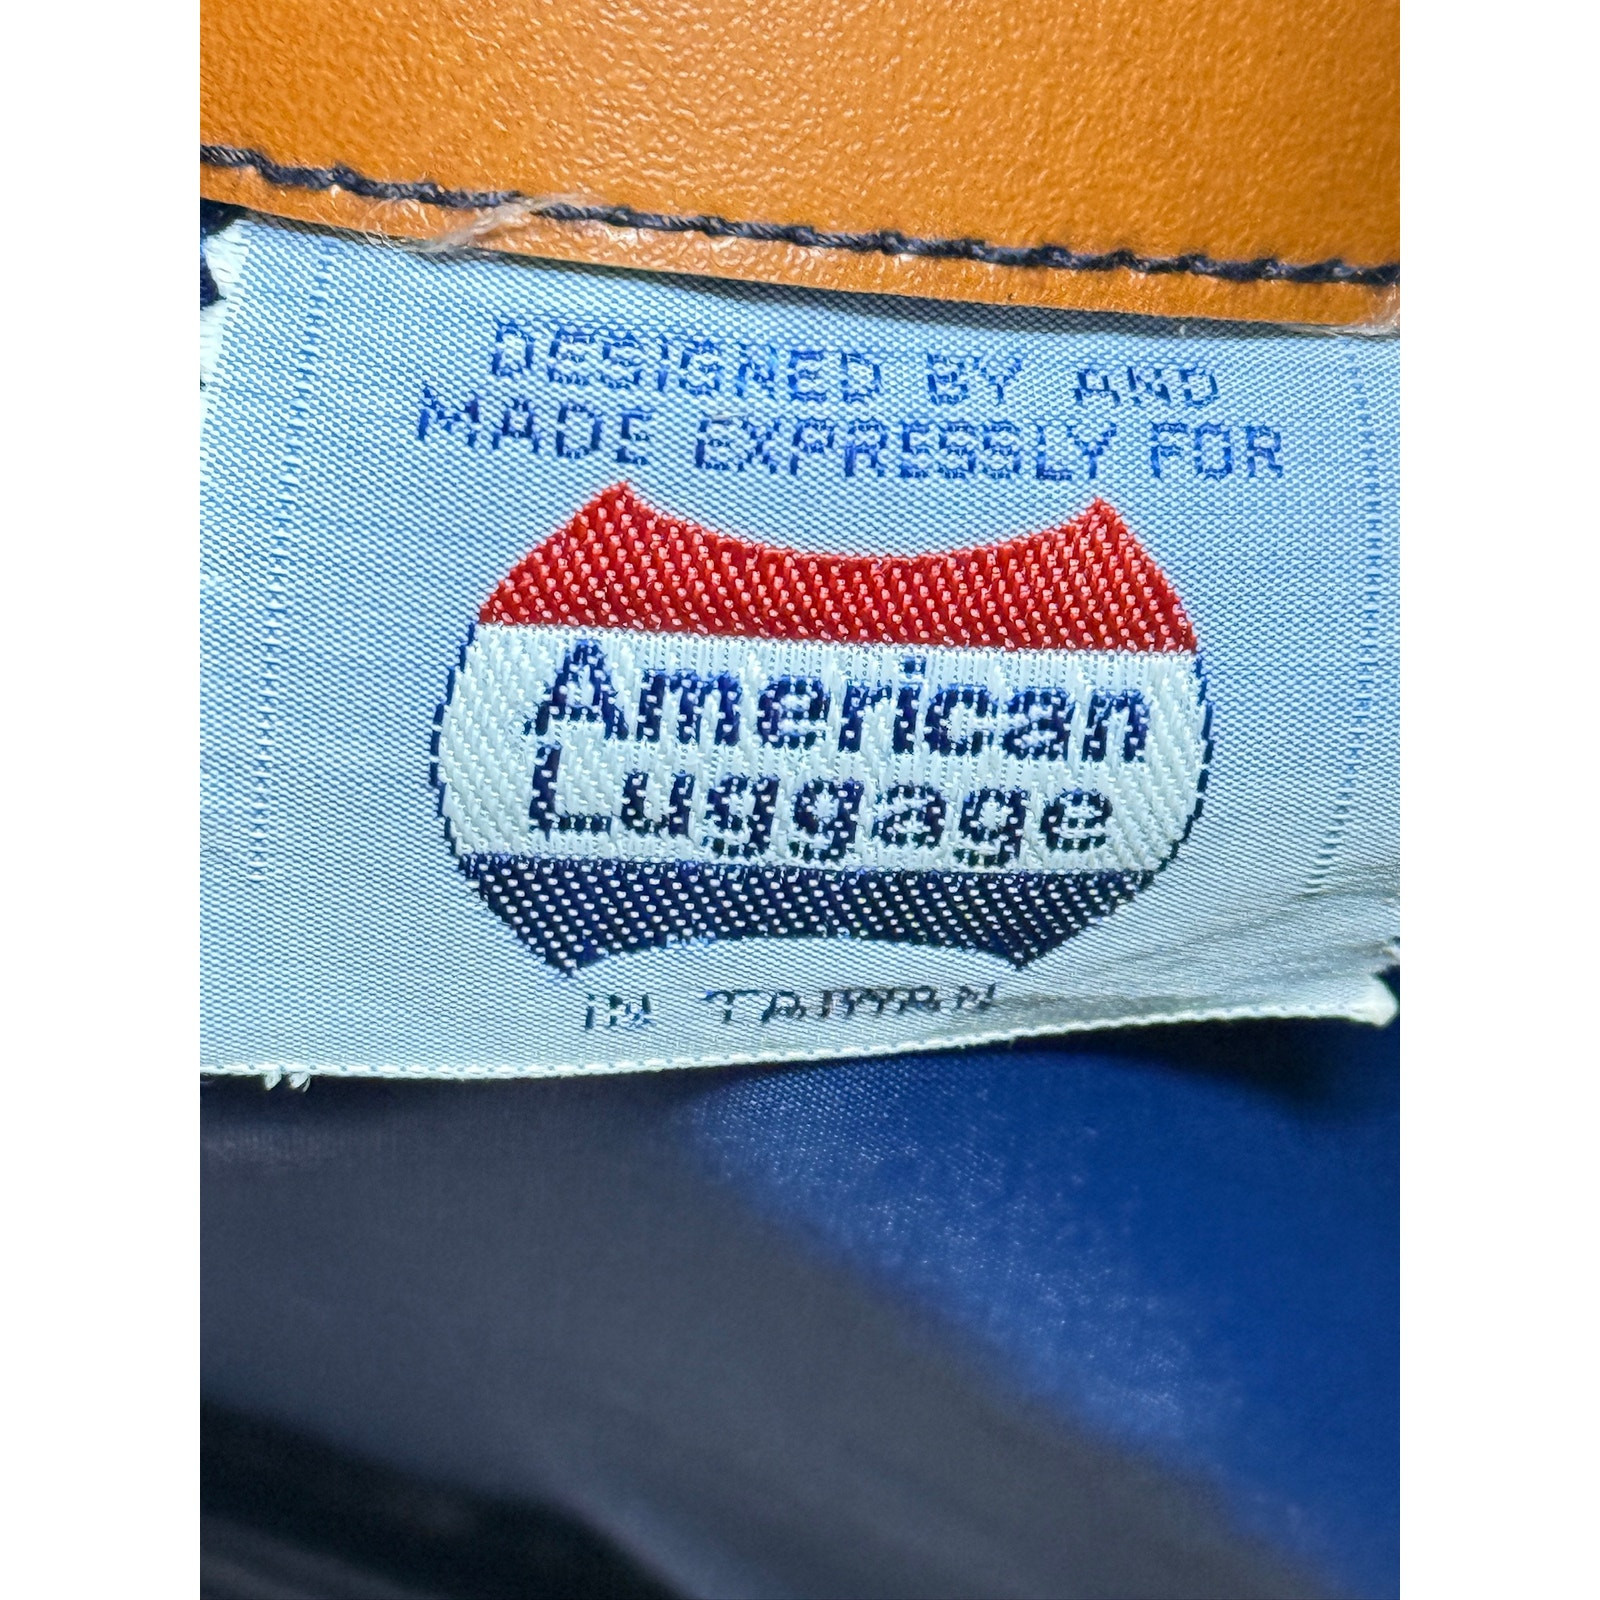 DESIGNED BY AND
MADE EXPRESSLY FOR
American
Luggage
IN TAIWAN